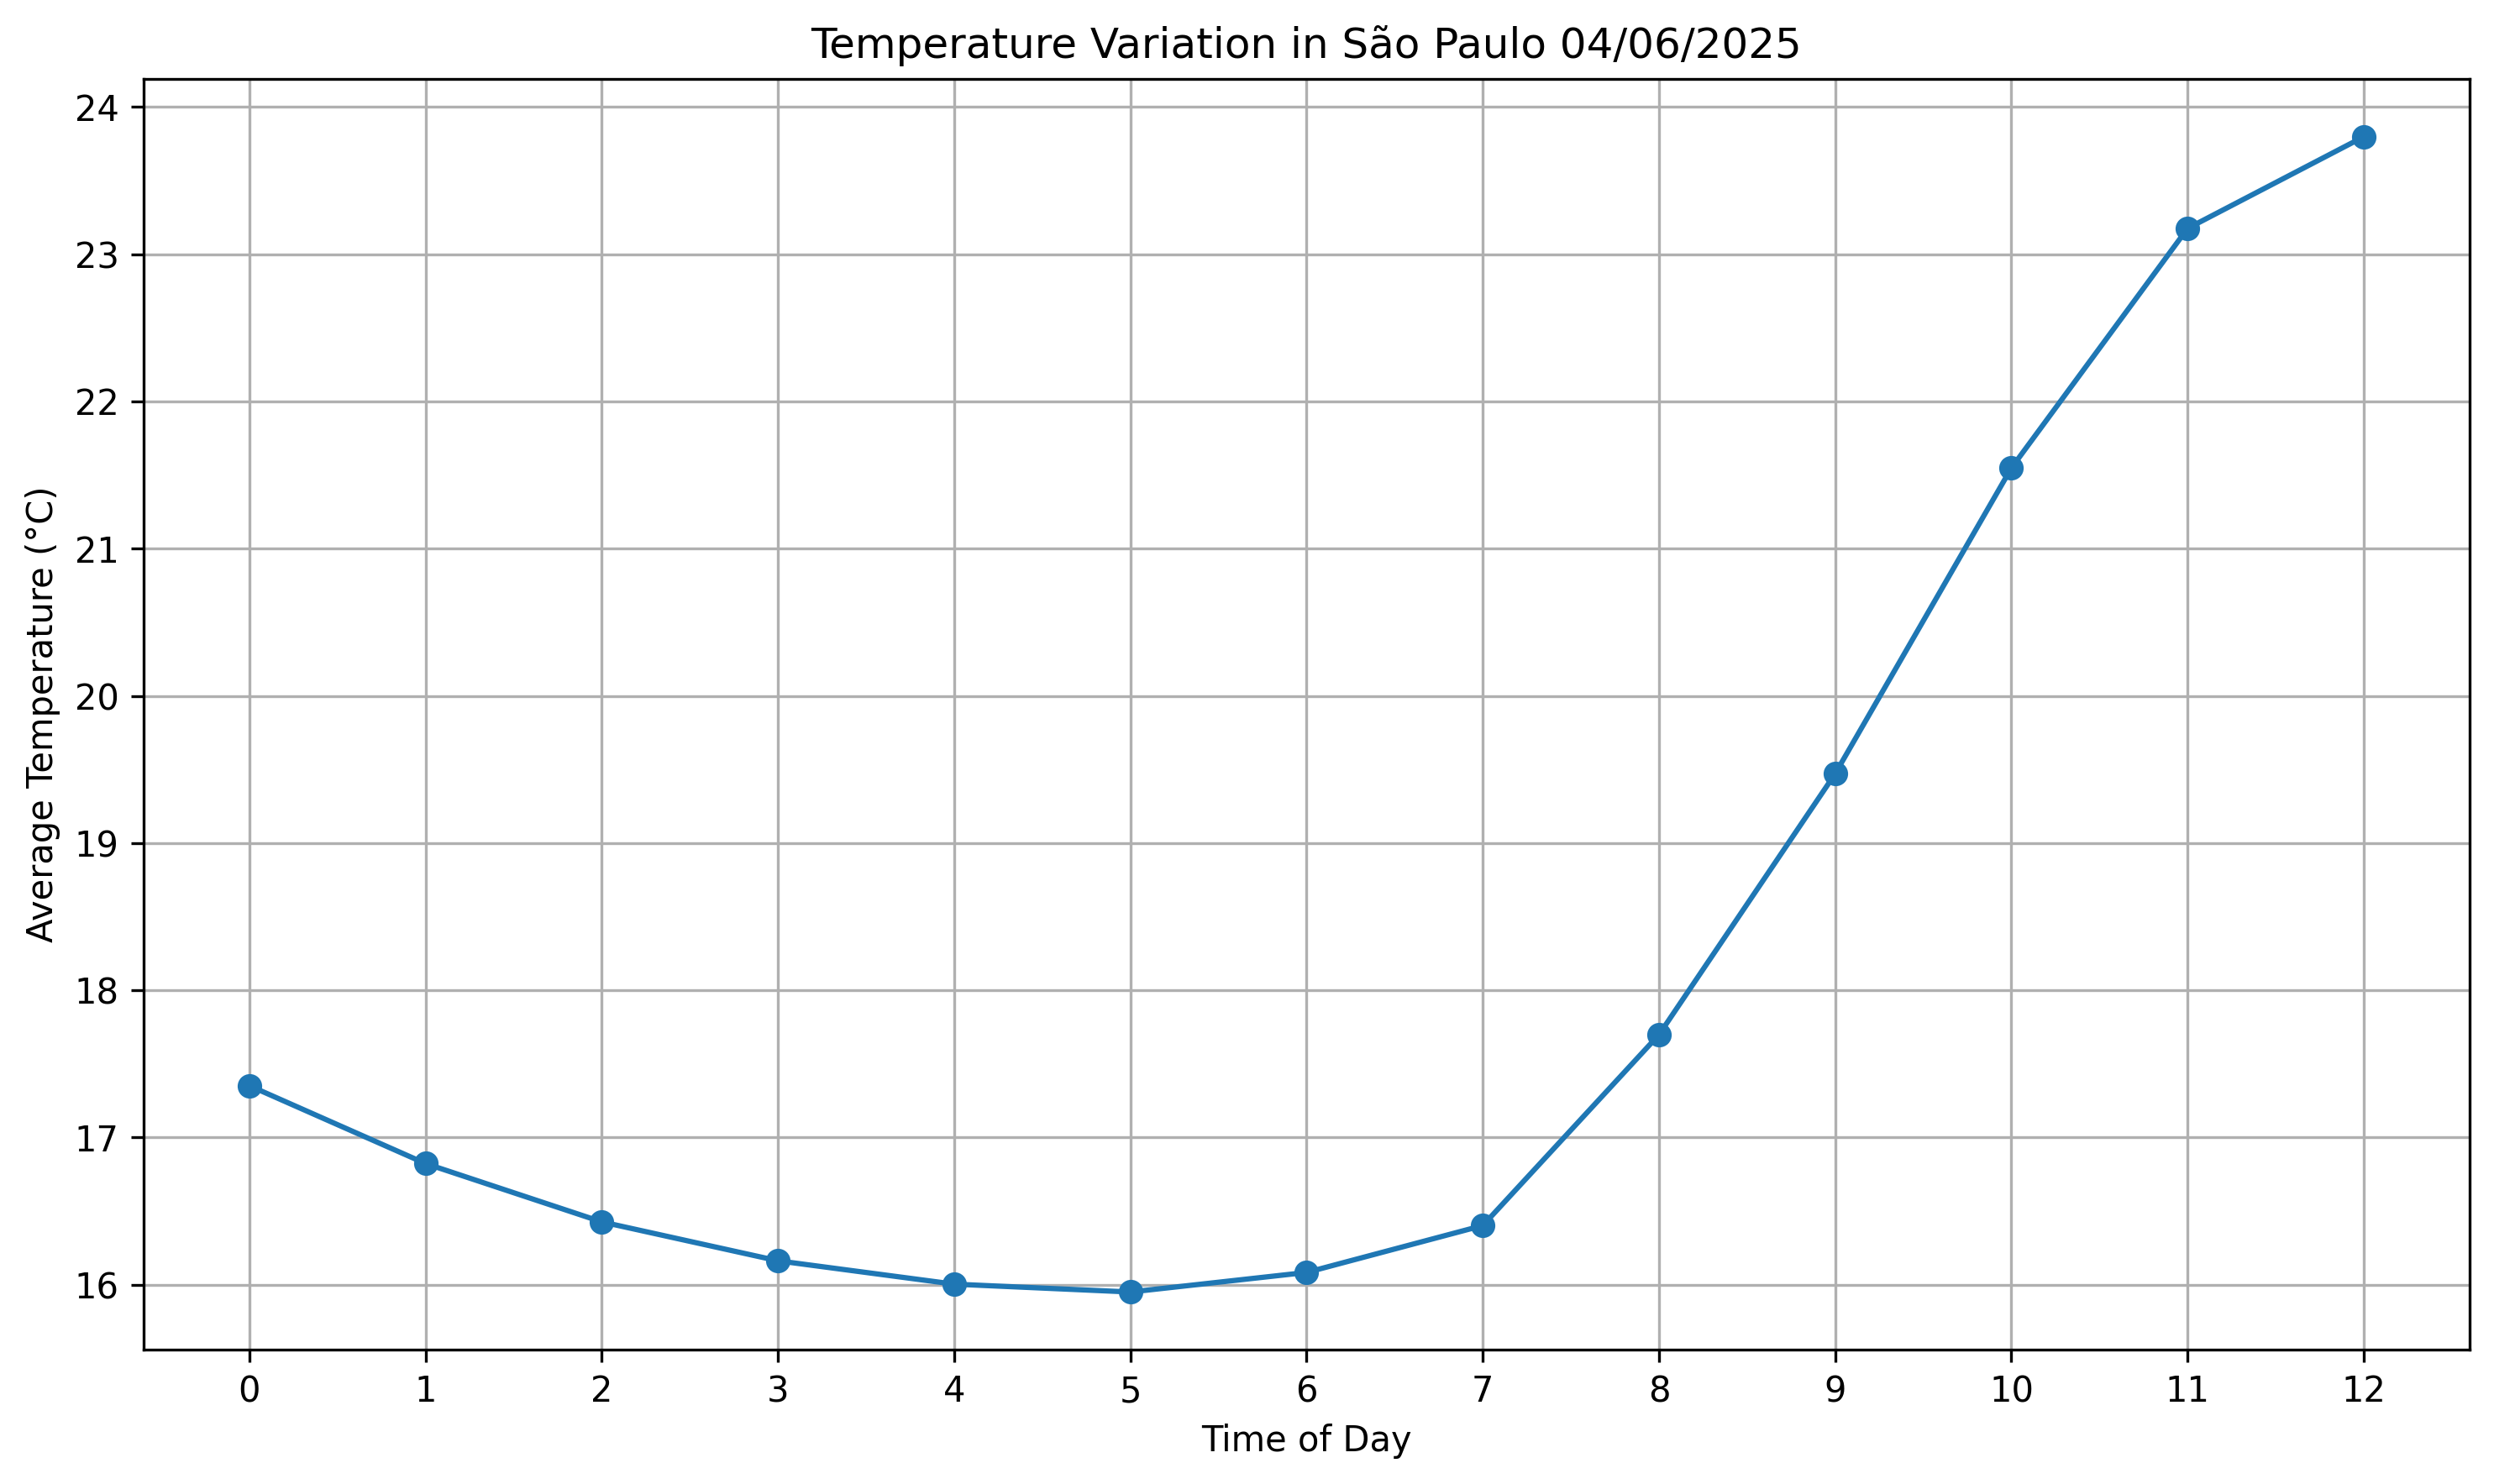 Temperature Variation in São Paulo 04/06/2025
24
23
22
21
20
19
18
17
16
Average Temperature (°C)
0 1 2 3 4 5 6 7 8 9 10 11 12
Time of Day